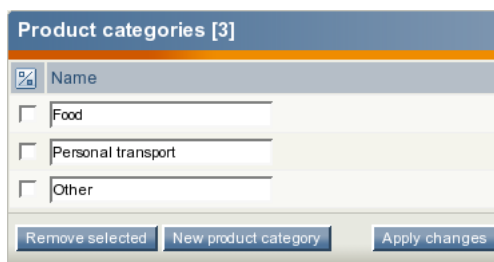 Product categories [3]
Name
Food
Personal transport
Other
Remove selected New product category Apply changes